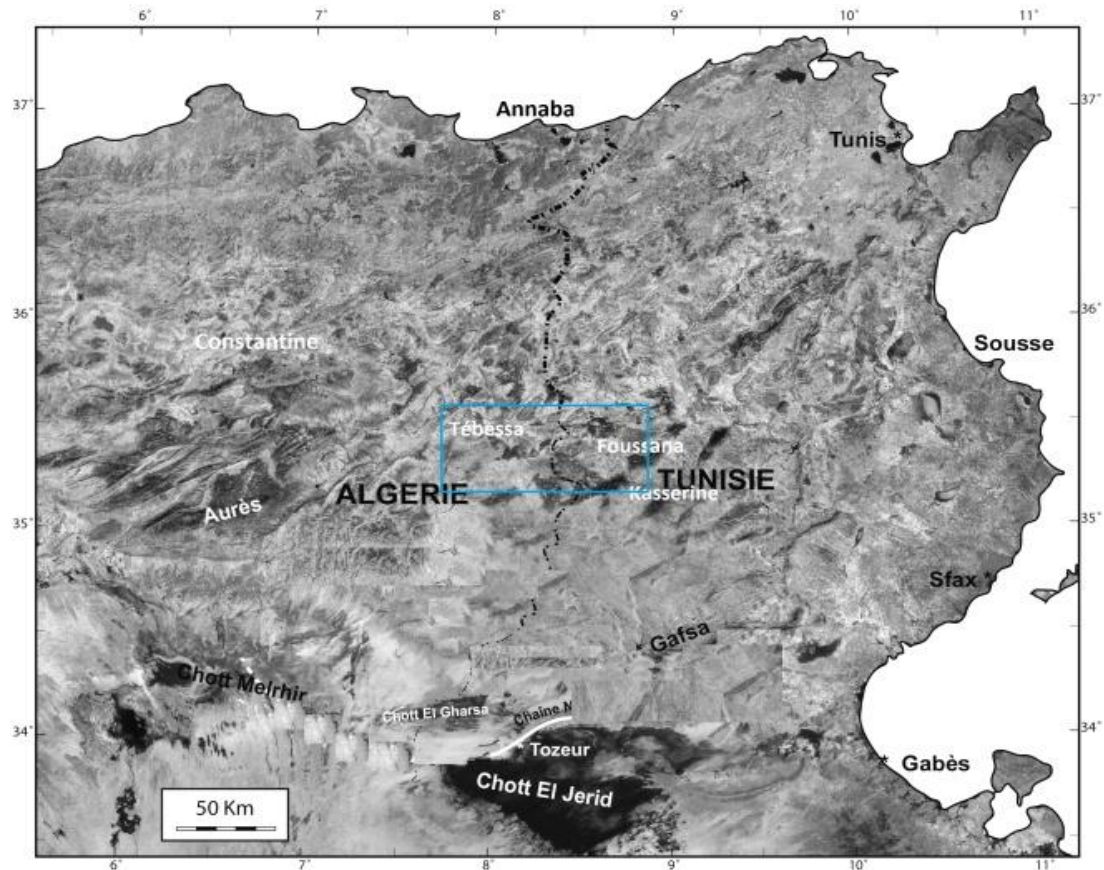 6° 7° 8° 9° 10° 11°
37° 37°
Annaba
Tunis
36° 36°
Constantine
Sousse
Tébessa
Foussana
ALGERIE
TUNISIE
Kasserine
Aurès
35° 35°
Sfax
Gafsa
Chott Melrhir
Chott El Gharsa
Chaîne M
34° 34°
Tozeur
Gabès
Chott El Jerid
50 Km
6° 7° 8° 9° 10° 11°